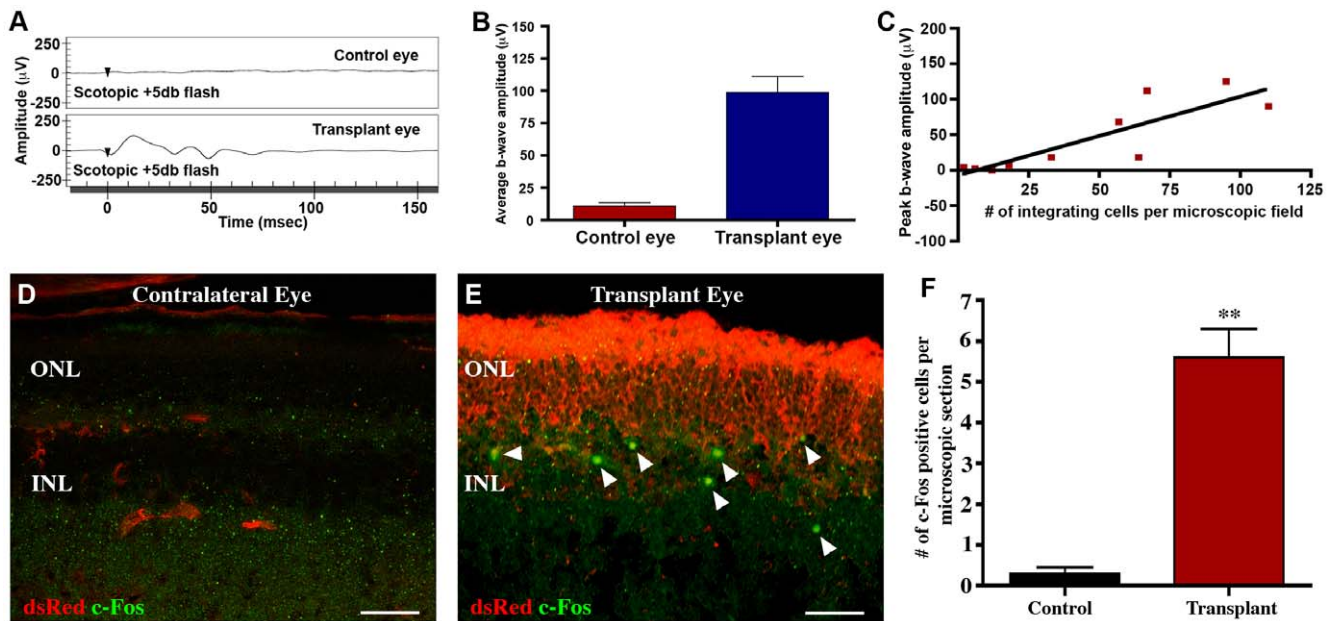 A
Amplitude (µV)
250
0
-250
Control eye
Scotopic +5db flash
250
0
-250
Transplant eye
Scotopic +5db flash
0
50
100
150
Time (msec)
B
Average b-wave amplitude (µV)
150
125
100
75
50
25
0
Control eye
Transplant eye
C
Peak b-wave amplitude (µV)
150
100
50
0
-50
-100
25
50
75
100
125
# of integrating cells per microscopic field
D
Contralateral Eye
ONL
INL
dsRed c-Fos
E
Transplant Eye
ONL
INL
dsRed c-Fos
F
# of c-Fos positive cells per
microscopic section
7
6
5
4
3
2
1
0
**
Control
Transplant